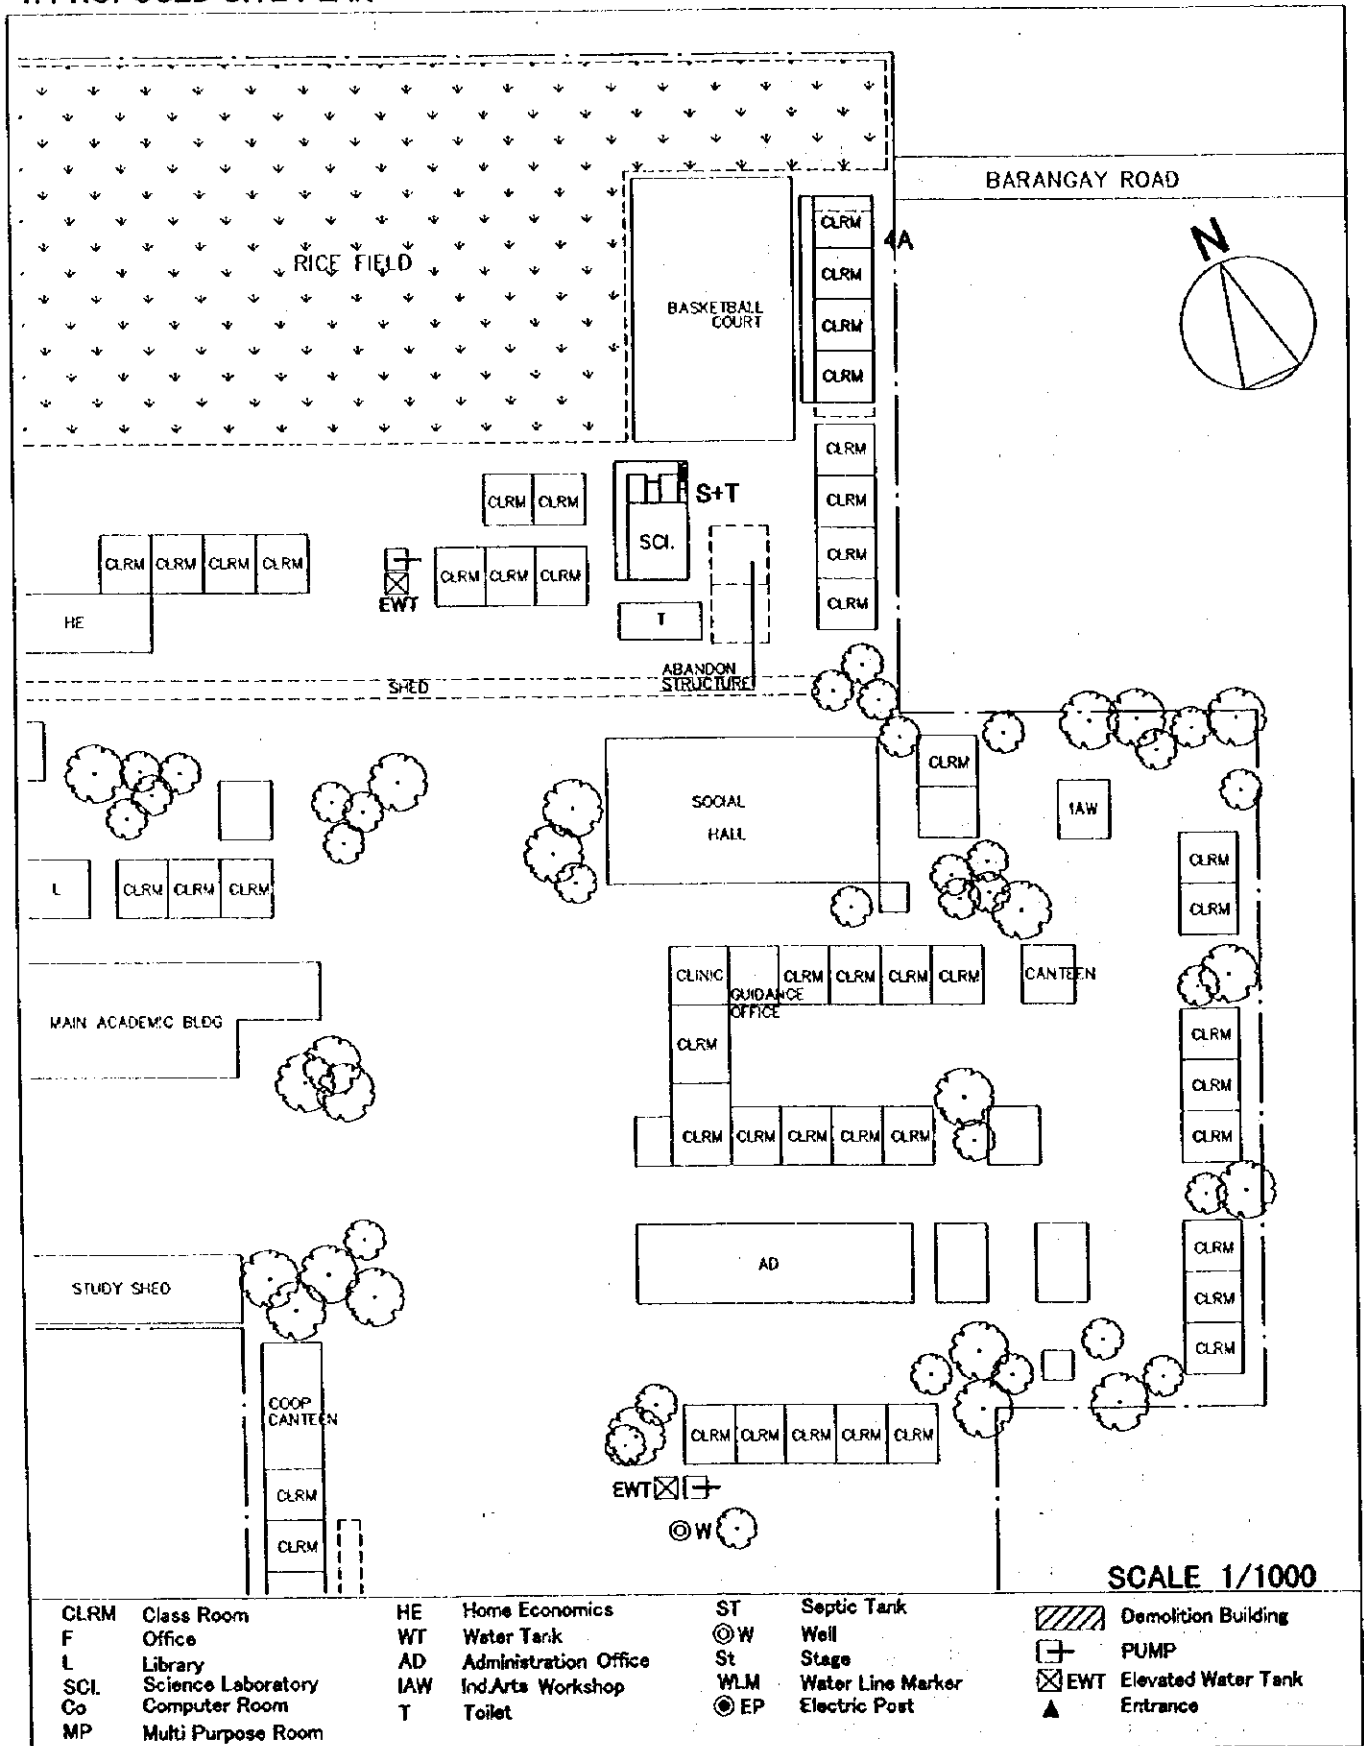 BARANGAY ROAD
N
RICE FIELD
BASKETBALL
COURT
CLRM
4A
CLRM
CLRM
CLRM
CLRM
CLRM
CLRM
CLRM
CLRM CLRM
S+T
SCI.
CLRM CLRM CLRM CLRM
EWT
CLRM CLRM CLRM
T
HE
SHED
ABANDON
STRUCTURE
CLRM
SOCIAL
HALL
IAW
CLRM
CLRM
L
CLRM CLRM CLRM
CLINIC
GUIDANCE
OFFICE
CLRM CLRM CLRM CLRM
CANTEEN
MAIN ACADEMIC BLDG
CLRM
CLRM
CLRM
CLRM
CLRM CLRM CLRM CLRM CLRM
AD
CLRM
CLRM
CLRM
STUDY SHED
COOP
CANTEEN
CLRM CLRM CLRM CLRM CLRM
CLRM
CLRM
EWT
W
SCALE 1/1000
CLRM Class Room
F Office
L Library
SCI. Science Laboratory
Co Computer Room
MP Multi Purpose Room
HE Home Economics
WT Water Tank
AD Administration Office
IAW Ind.Arts Workshop
T Toilet
ST Septic Tank
W Well
St Stage
WLM Water Line Marker
EP Electric Post
Demolition Building
PUMP
EWT Elevated Water Tank
Entrance